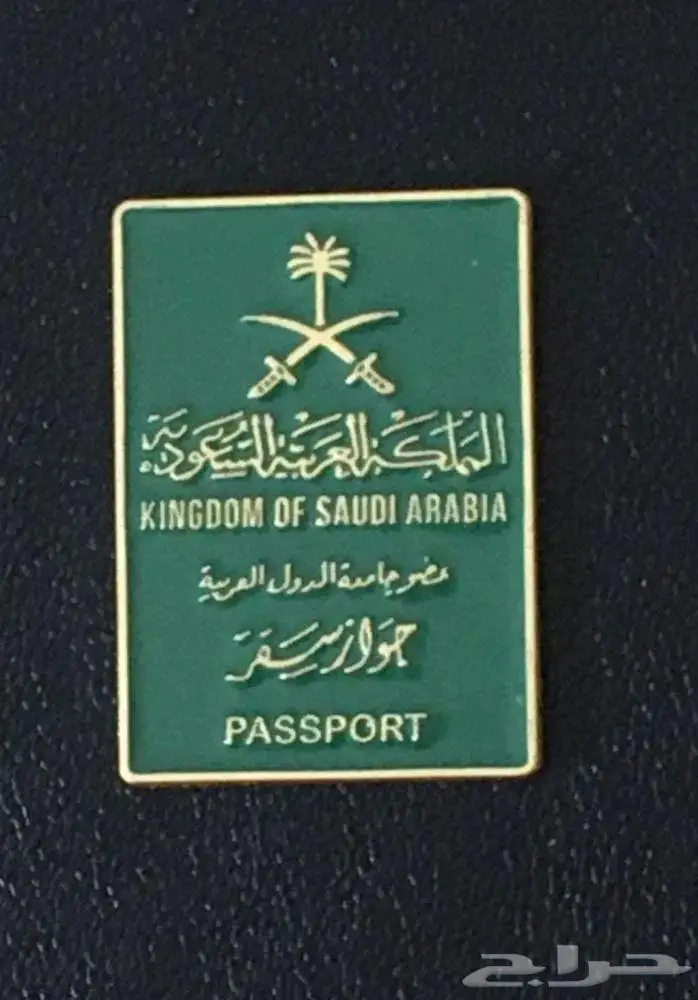 المملكة العربية السعودية
KINGDOM OF SAUDI ARABIA
عضو جامعة الدول العربية
جواز سفر
PASSPORT
حراج